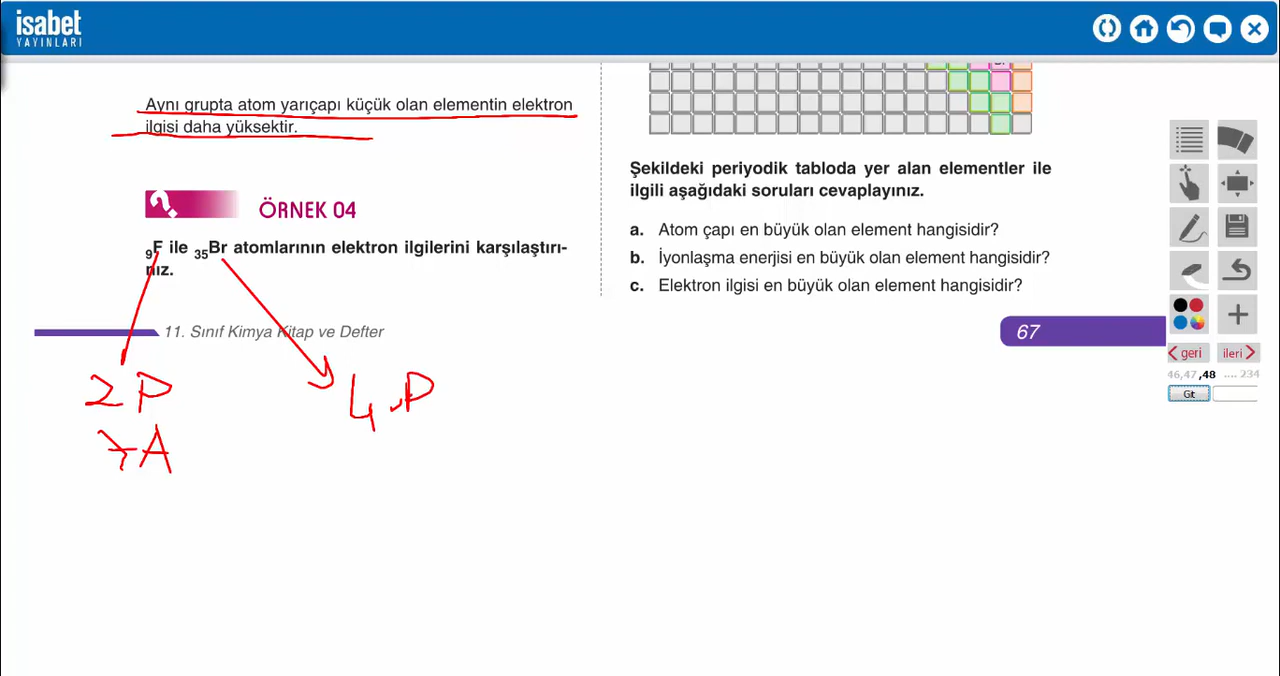 isabet
YAYINLARI
Aynı grupta atom yarıçapı küçük olan elementin elektron
ilgisi daha yüksektir.
?
ÖRNEK 04
9F ile 35Br atomlarının elektron ilgilerini karşılaştırı-
nız.
11. Sınıf Kimya Kitap ve Defter
2 P
7A
4.P
Şekildeki periyodik tabloda yer alan elementler ile
ilgili aşağıdaki soruları cevaplayınız.
a. Atom çapı en büyük olan element hangisidir?
b. İyonlaşma enerjisi en büyük olan element hangisidir?
c. Elektron ilgisi en büyük olan element hangisidir?
67
geri ileri
46,47,48 .... 234
Git